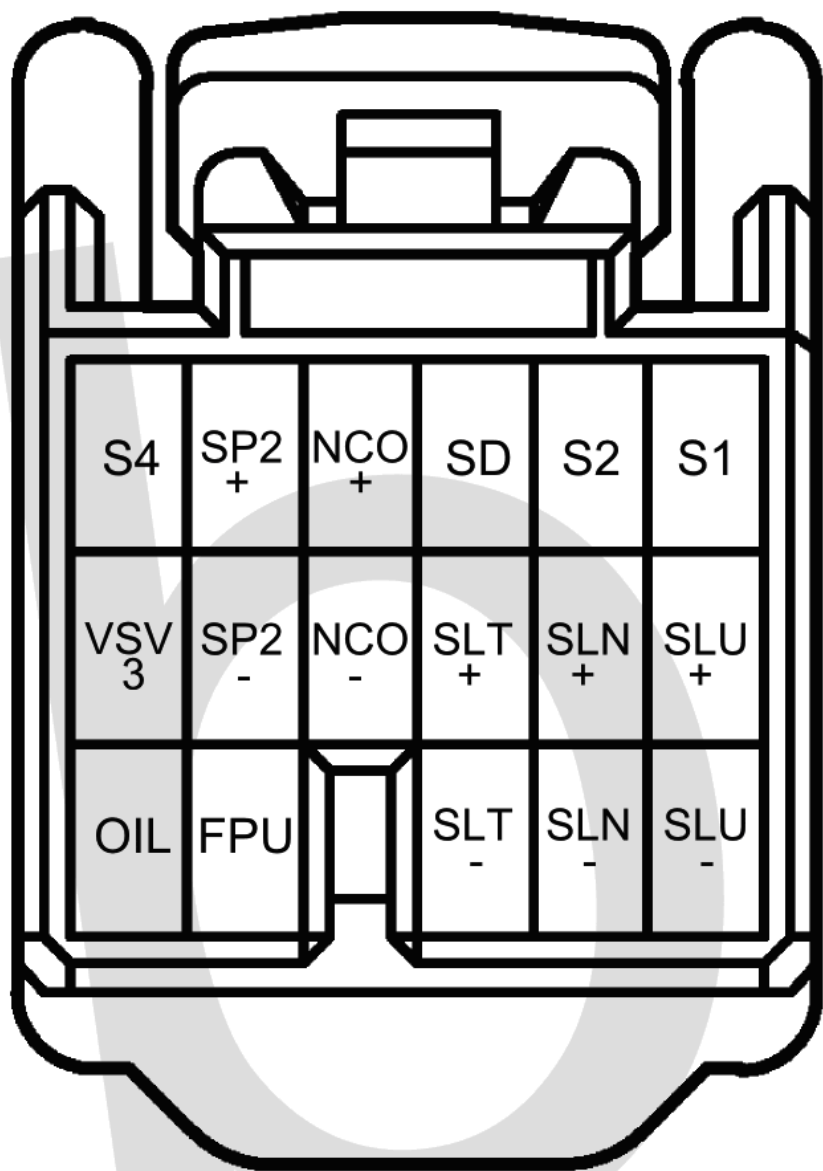 S4 SP2 + NCO + SD S2 S1
VSV 3 SP2 - NCO - SLT + SLN + SLU +
OIL FPU SLT - SLN - SLU -